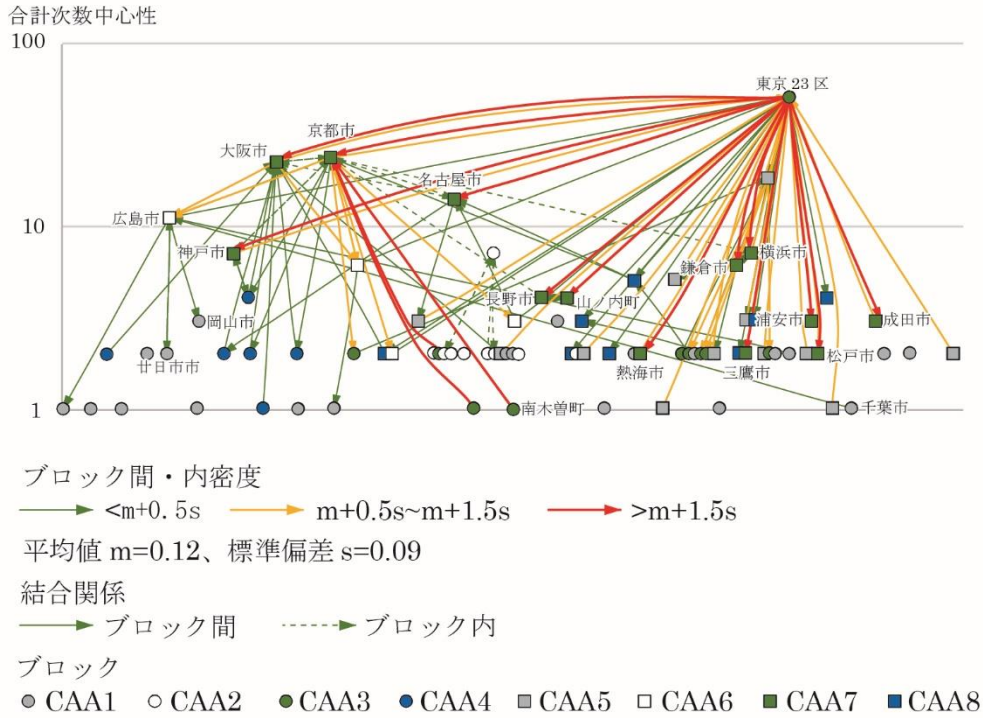 合計次数中心性
100
東京 23 区
京都市
大阪市
名古屋市
広島市
10
神戸市
横浜市
鎌倉市
長野市
山ノ内町
岡山市
浦安市
成田市
廿日市市
熱海市
三鷹市
松戸市
1
南木曽町
千葉市
ブロック間・内密度
<m+0.5s m+0.5s~m+1.5s >m+1.5s
平均値 m=0.12、標準偏差 s=0.09
結合関係
ブロック間 ブロック内
ブロック
CAA1 CAA2 CAA3 CAA4 CAA5 CAA6 CAA7 CAA8